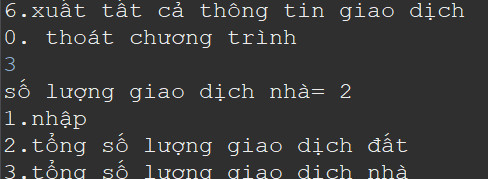 6.xuất tất cả thông tin giao dịch
0. thoát chương trình
3
số lượng giao dịch nhà= 2
1.nhập
2.tổng số lượng giao dịch đất
3.tổng số lượng giao dịch nhà